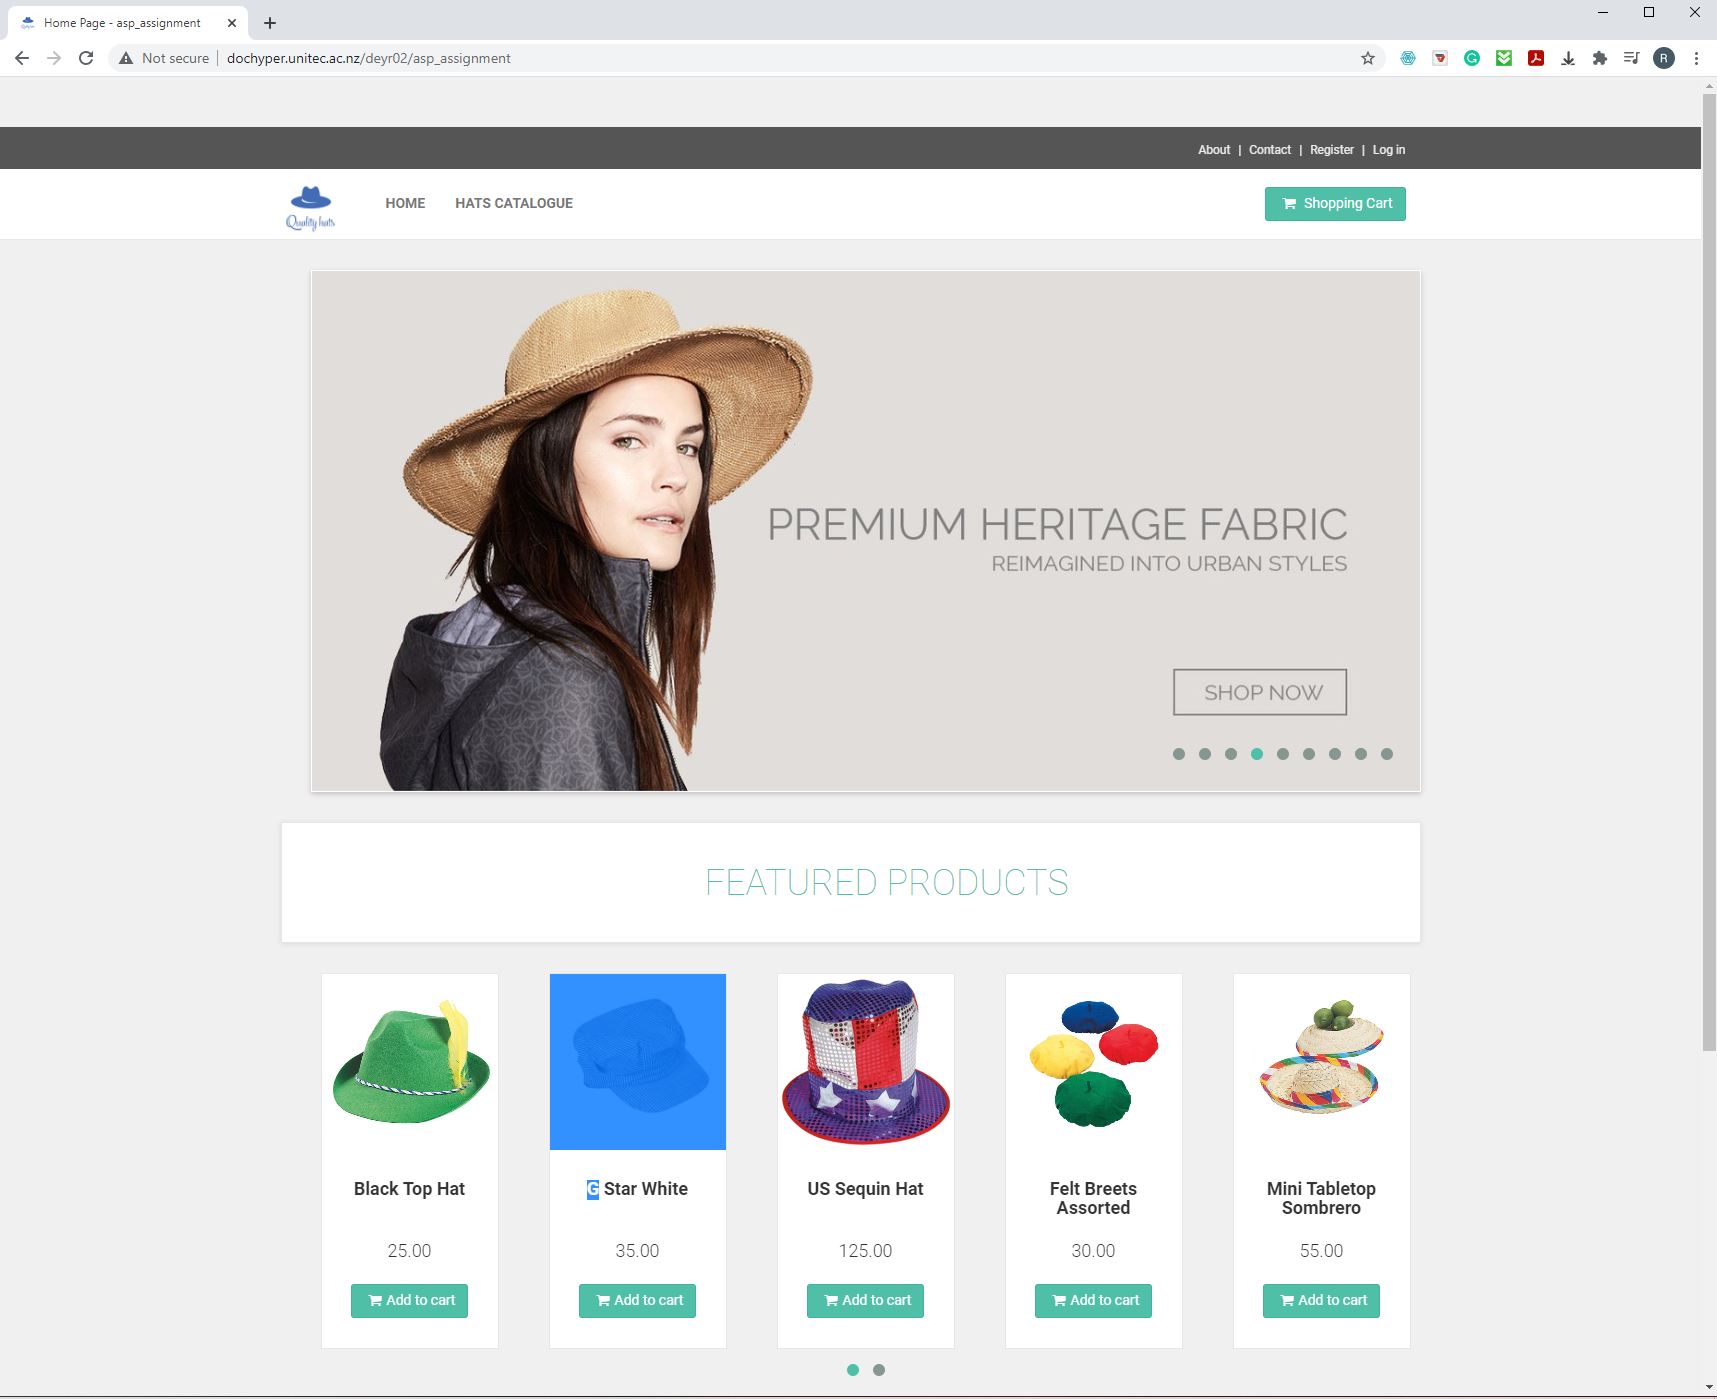 Home Page - asp_assignment
Not secure | dochyper.unitec.ac.nz/deyr02/asp_assignment
R
About | Contact | Register | Log in
Quality hats
HOME HATS CATALOGUE
Shopping Cart
PREMIUM HERITAGE FABRIC
REIMAGINED INTO URBAN STYLES
SHOP NOW
FEATURED PRODUCTS
Black Top Hat
25.00
Add to cart
G Star White
35.00
Add to cart
US Sequin Hat
125.00
Add to cart
Felt Breets
Assorted
30.00
Add to cart
Mini Tabletop
Sombrero
55.00
Add to cart